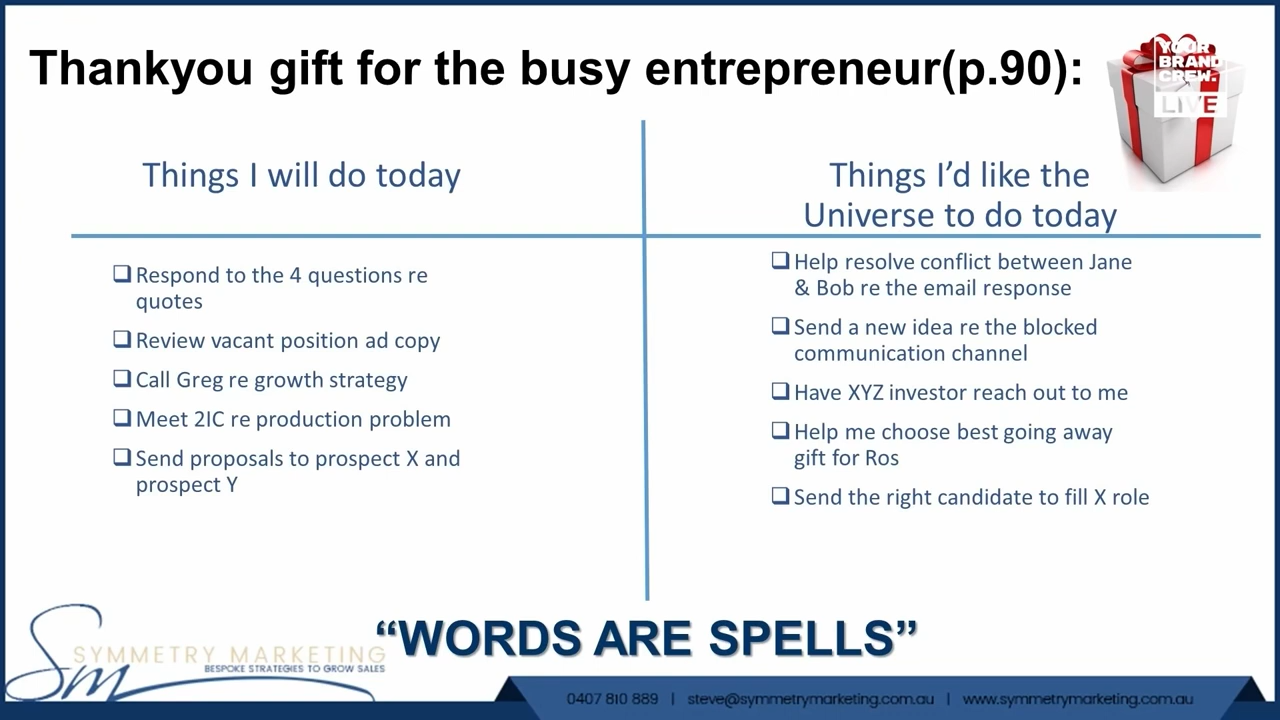 Thankyou gift for the busy entrepreneur(p.90):
YOUR
BRAND
CREW.
LIVE
Things I will do today
Respond to the 4 questions re
quotes
Review vacant position ad copy
Call Greg re growth strategy
Meet 2IC re production problem
Send proposals to prospect X and
prospect Y
Things I’d like the
Universe to do today
Help resolve conflict between Jane
& Bob re the email response
Send a new idea re the blocked
communication channel
Have XYZ investor reach out to me
Help me choose best going away
gift for Ros
Send the right candidate to fill X role
“WORDS ARE SPELLS”
Sm
SYMMETRY MARKETING
BESPOKE STRATEGIES TO GROW SALES
0407 810 889 | steve@symmetrymarketing.com.au | www.symmetrymarketing.com.au